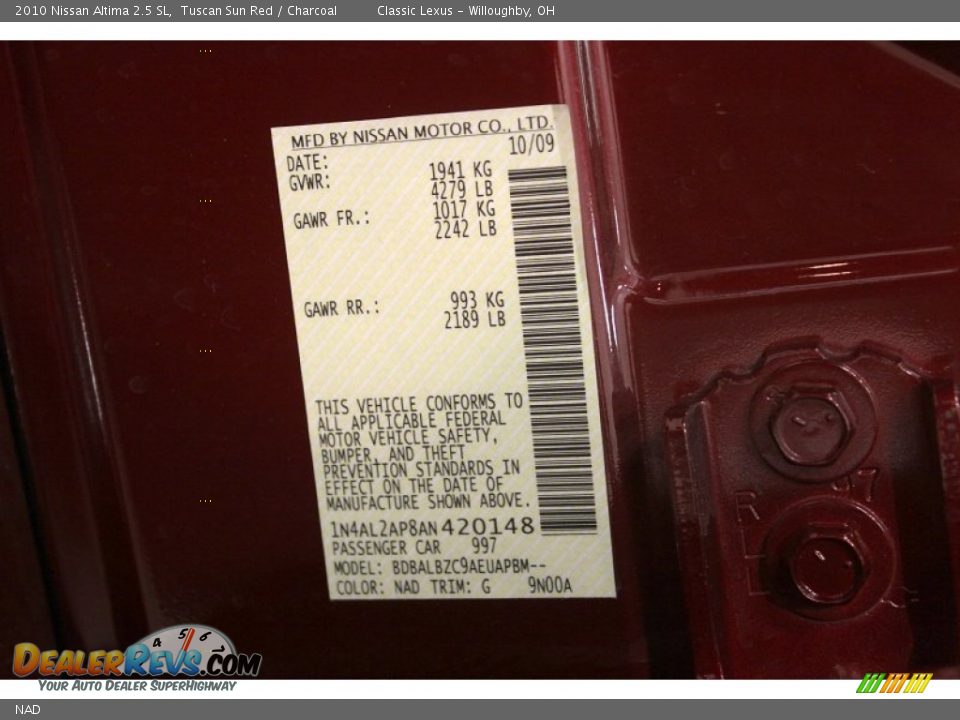 2010 Nissan Altima 2.5 SL, Tuscan Sun Red / Charcoal Classic Lexus - Willoughby, OH
MFD BY NISSAN MOTOR CO., LTD.
DATE: 10/09
GVWR: 1941 KG
4279 LB
GAWR FR.: 1017 KG
2242 LB
GAWR RR.: 993 KG
2189 LB
THIS VEHICLE CONFORMS TO
ALL APPLICABLE FEDERAL
MOTOR VEHICLE SAFETY,
BUMPER, AND THEFT
PREVENTION STANDARDS IN
EFFECT ON THE DATE OF
MANUFACTURE SHOWN ABOVE.
1N4AL2AP8AN420148
PASSENGER CAR 997
MODEL: BDBALBZC9AEUAPBM--
COLOR: NAD TRIM: G 9N00A
R 47
L
4 5 6
DEALERREVS.COM
YOUR AUTO DEALER SUPERHIGHWAY
NAD